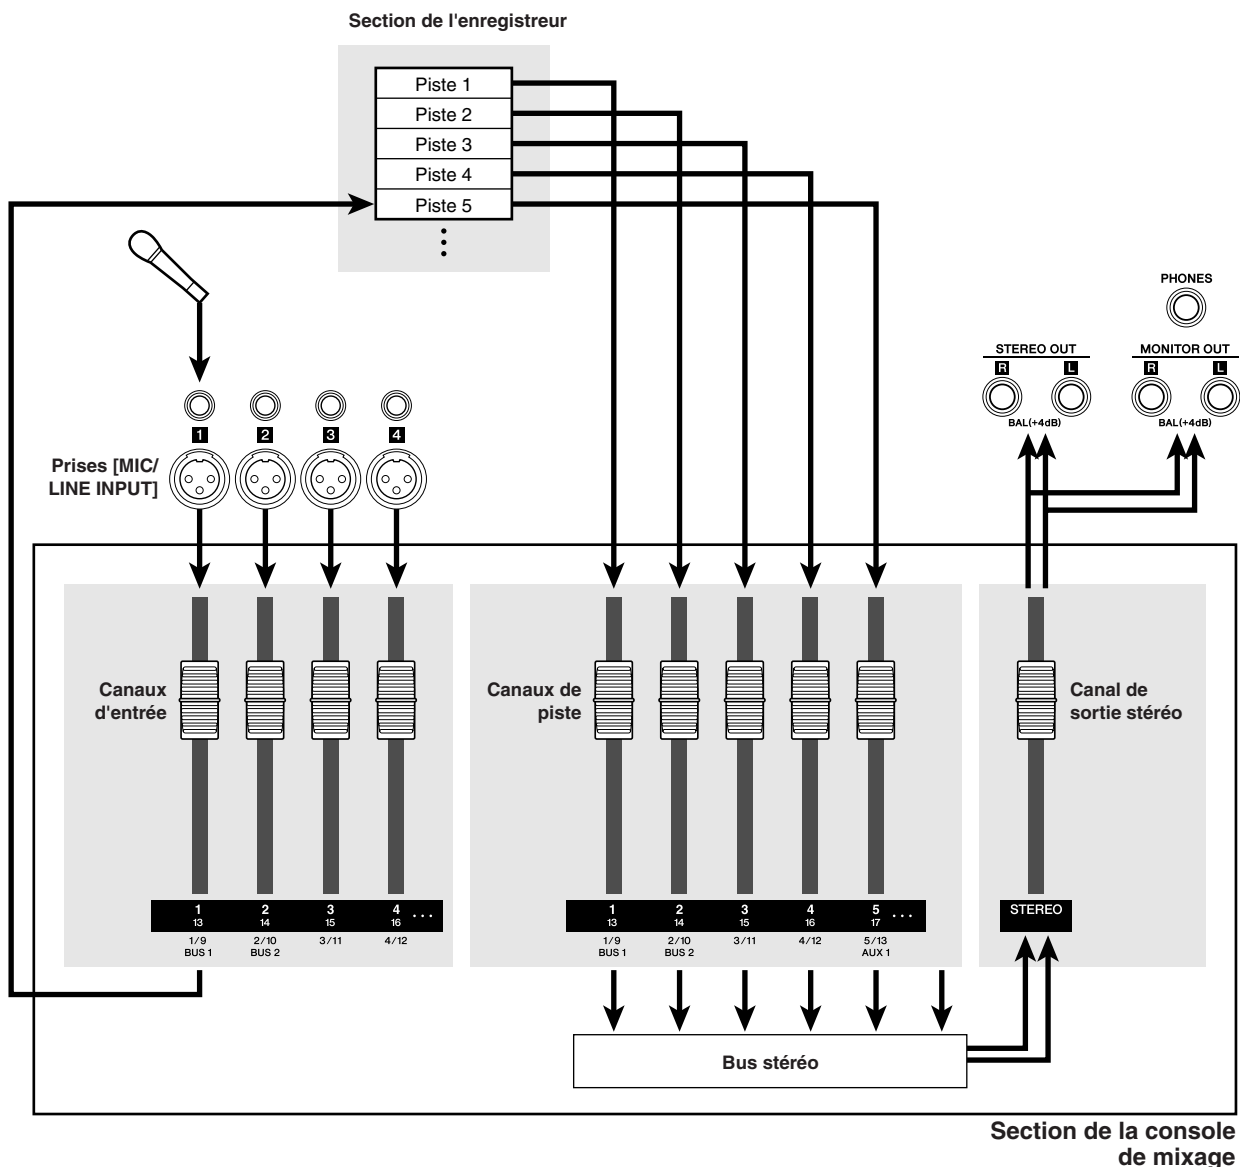 Section de l'enregistreur
Piste 1
Piste 2
Piste 3
Piste 4
Piste 5
PHONES
STEREO OUT
R
L
BAL(+4dB)
MONITOR OUT
R
L
BAL(+4dB)
1
2
3
4
Prises [MIC/
LINE INPUT]
Canaux
d'entrée
Canaux de
piste
Canal de
sortie stéréo
1 2 3 4 ...
13 14 15 16
1/9 2/10 3/11 4/12
BUS 1 BUS 2
1 2 3 4 5 ...
13 14 15 16 17
1/9 2/10 3/11 4/12 5/13
BUS 1 BUS 2 AUX 1
STEREO
Bus stéréo
Section de la console
de mixage